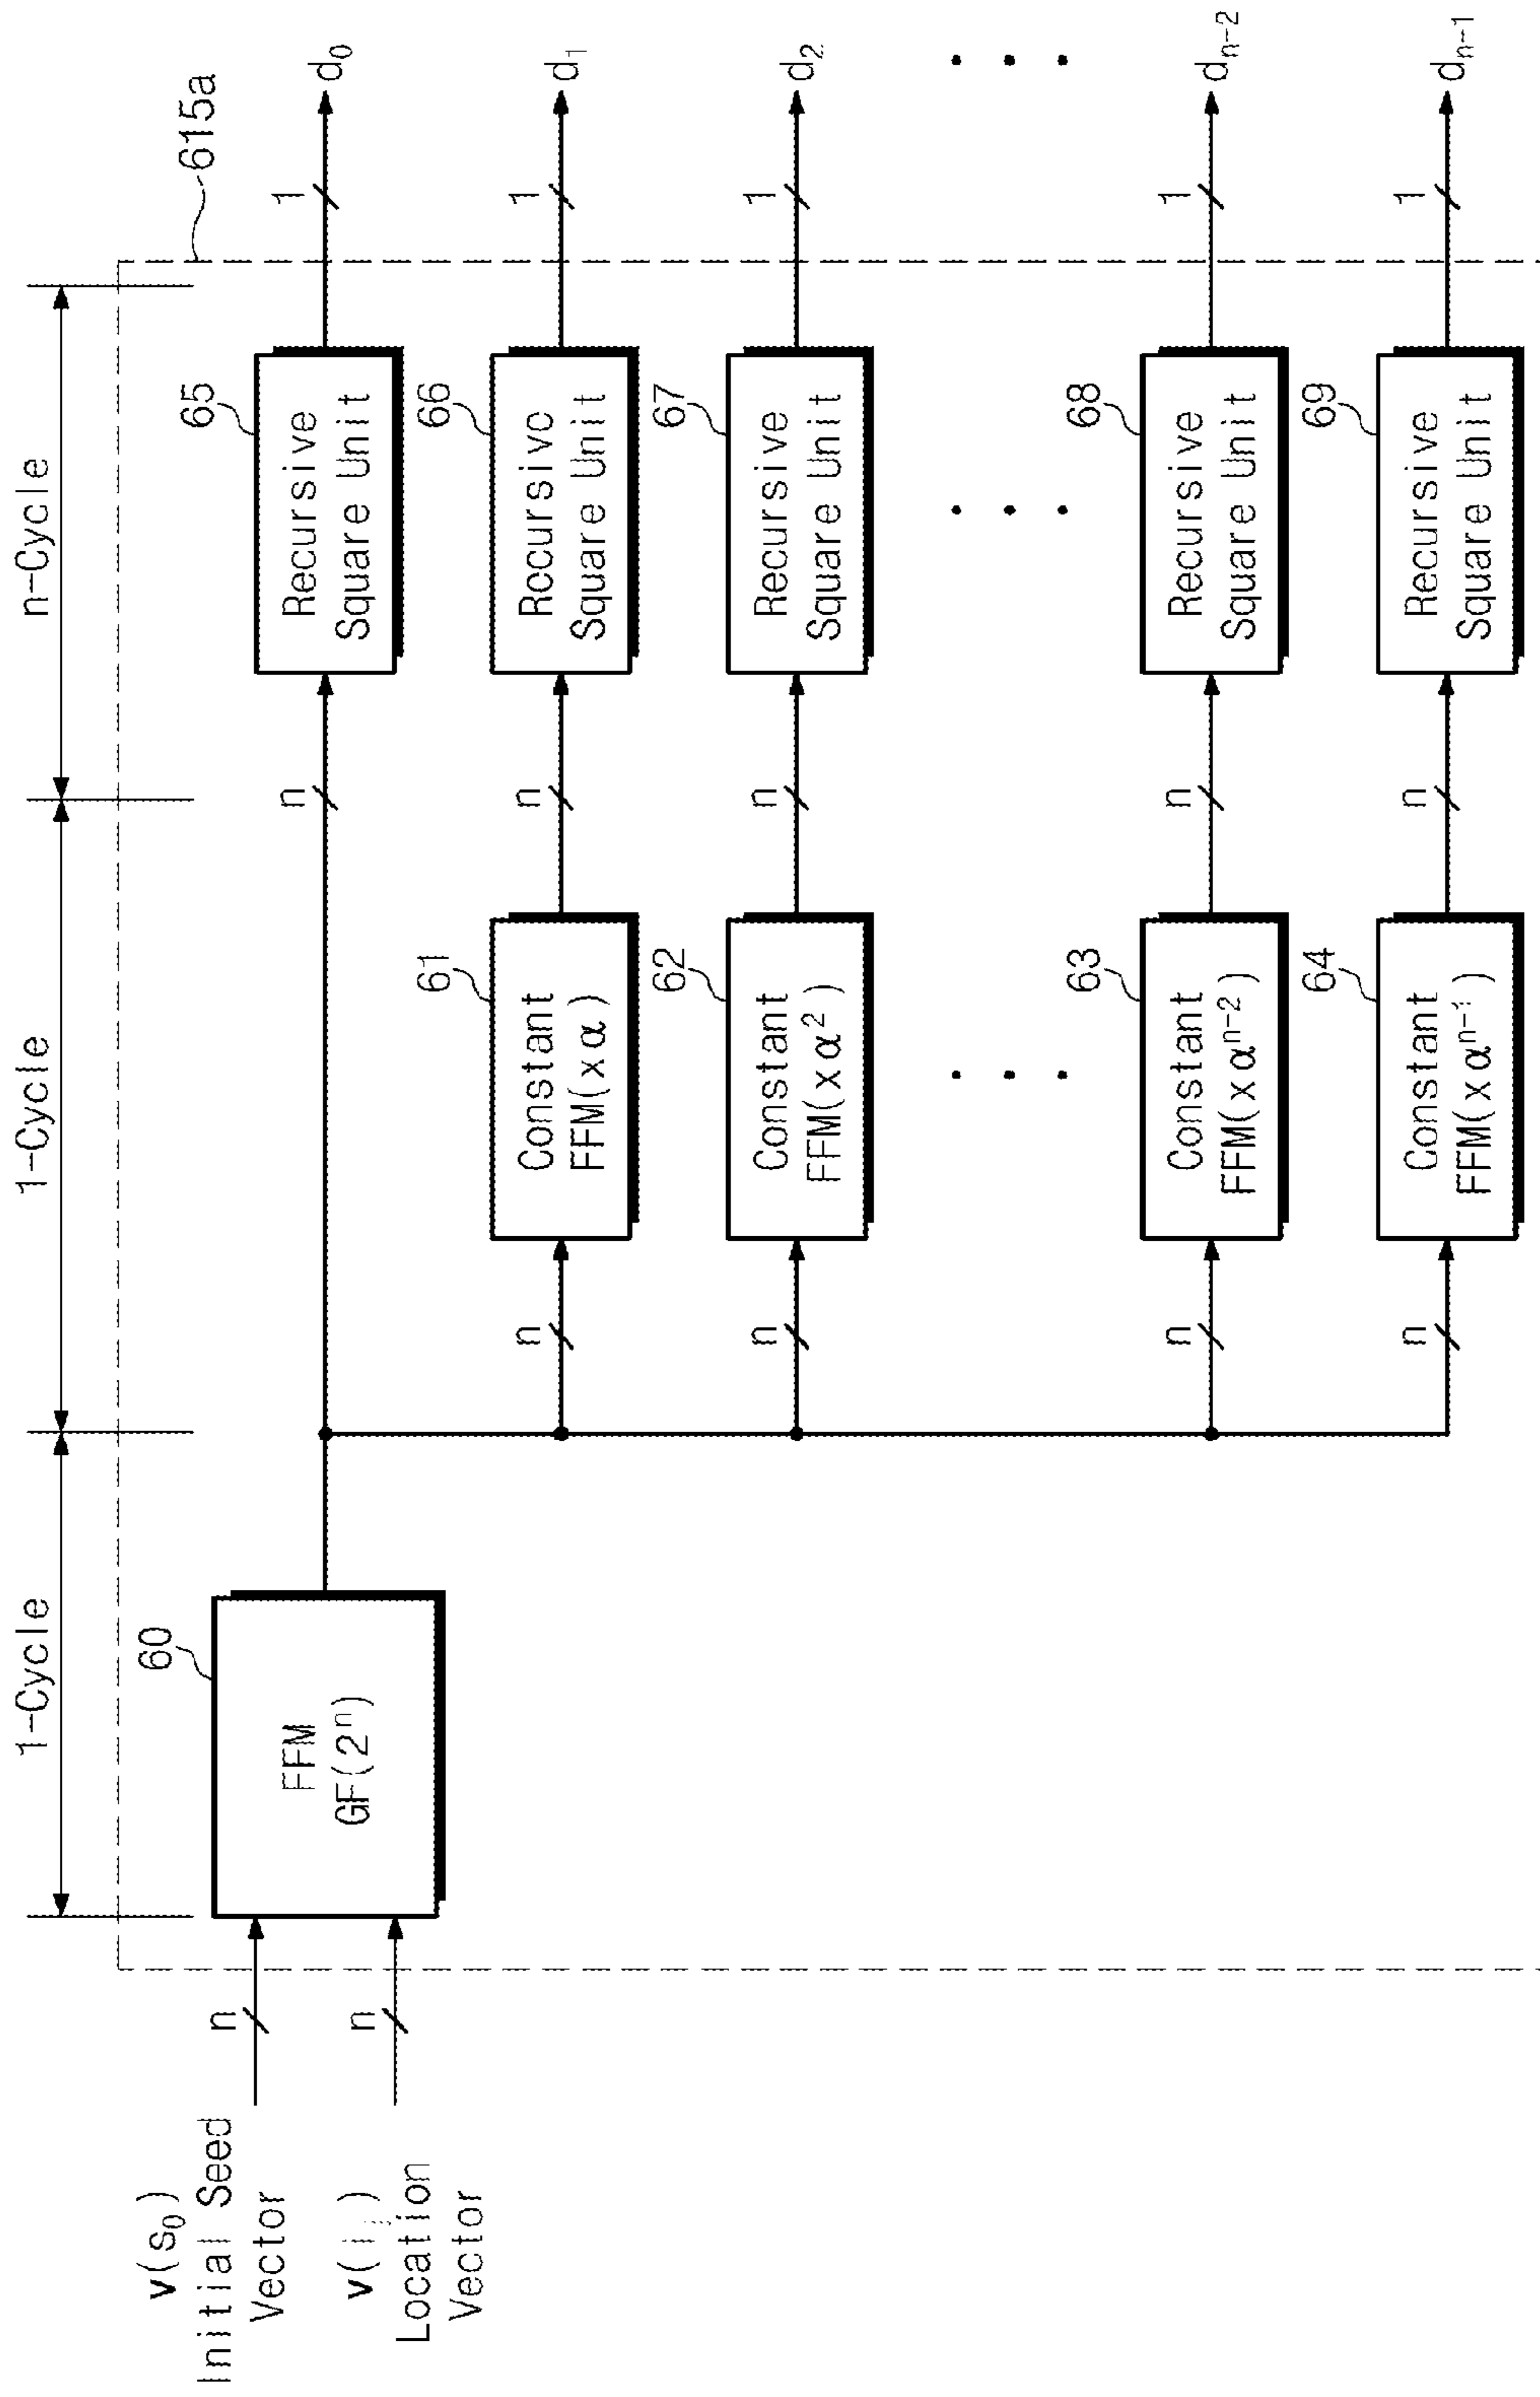 1-Cycle
1-Cycle
n-Cycle
615a
v(s₀)
Initial Seed
Vector
n
v(lⱼ)
Location
Vector
n
60
FFM
GF(2ⁿ)
n
65
Recursive
Square Unit
1
d₀
n
61
Constant
FFM(xα)
n
66
Recursive
Square Unit
1
d₁
n
62
Constant
FFM(xα²)
n
67
Recursive
Square Unit
1
d₂
. . .
. . .
. . .
n
63
Constant
FFM(xαⁿ⁻²)
n
68
Recursive
Square Unit
1
dₙ₋₂
n
64
Constant
FFM(xαⁿ⁻¹)
n
69
Recursive
Square Unit
1
dₙ₋₁